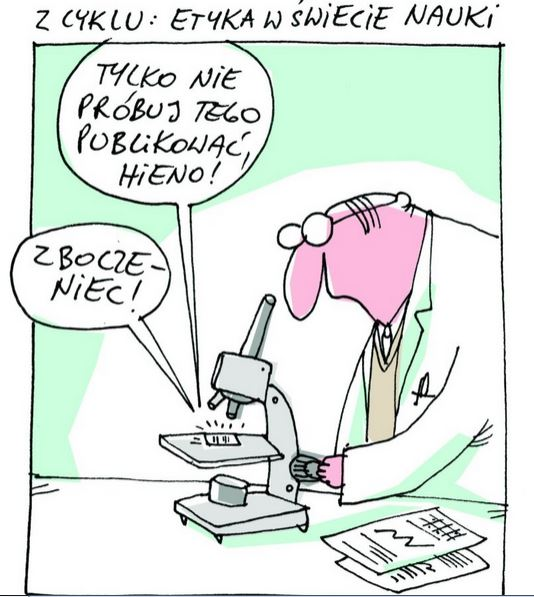 Z CYKLU: ETYKA W ŚWIECIE NAUKI
TYLKO NIE
PRÓBUJ TEGO
PUBLIKOWAĆ,
HIENO!
ZBOCZE-
NIEC!